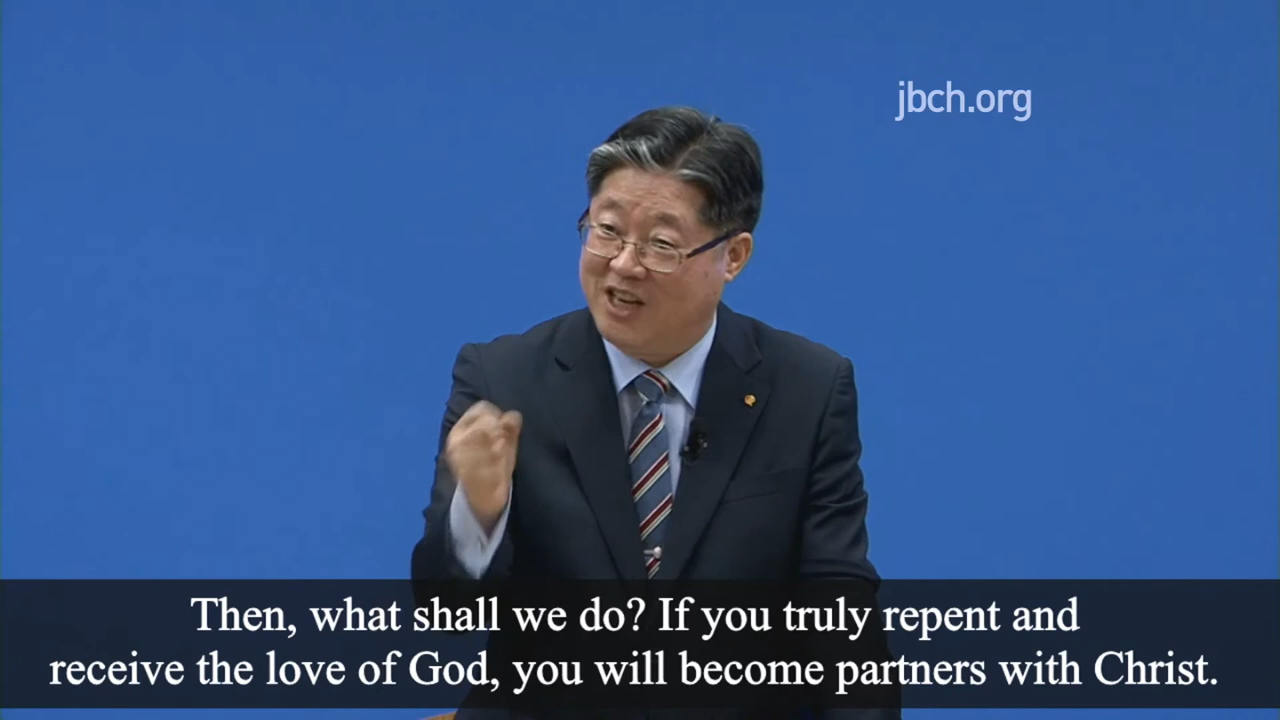 jbch.org
Then, what shall we do? If you truly repent and
receive the love of God, you will become partners with Christ.